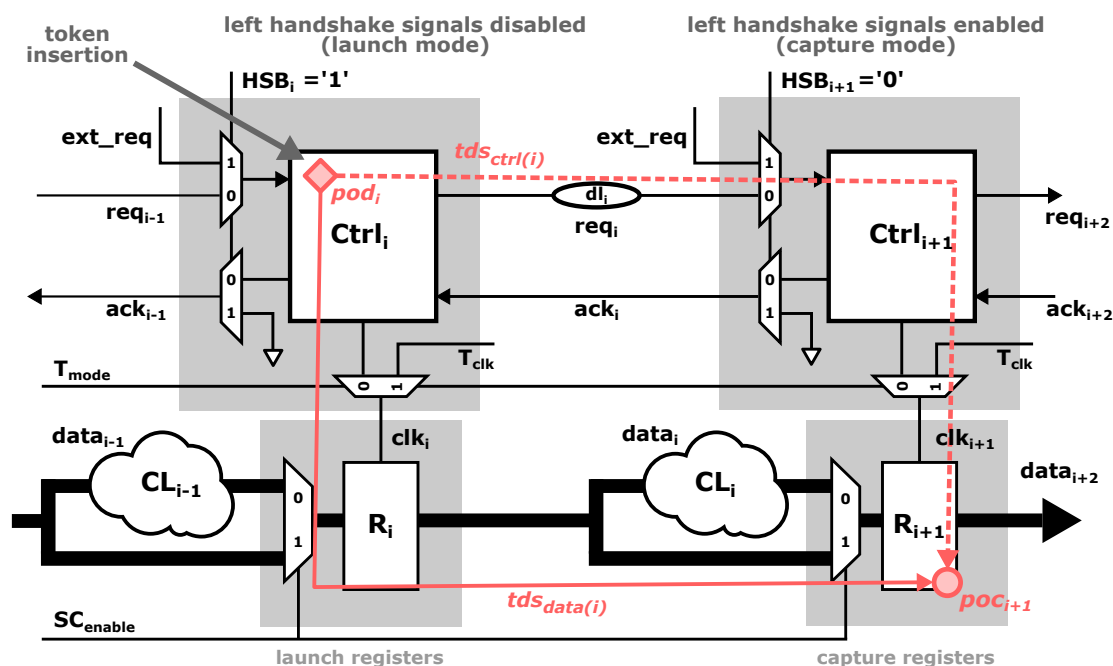 left handshake signals disabled
(launch mode)
left handshake signals enabled
(capture mode)
token
insertion
HSBi ='1'
HSBi+1='0'
ext_req
ext_req
tdsctrl(i)
1
0
podi
1
0
dli
reqi-1
Ctrli
reqi
Ctrli+1
reqi+2
0
1
0
1
acki-1
acki
acki+2
Tmode
Tclk
Tclk
0
1
0
1
datai-1
clki
datai
clki+1
datai+2
CLi-1
0
1
Ri
CLi
0
1
Ri+1
tdsdata(i)
poci+1
SCenable
launch registers
capture registers